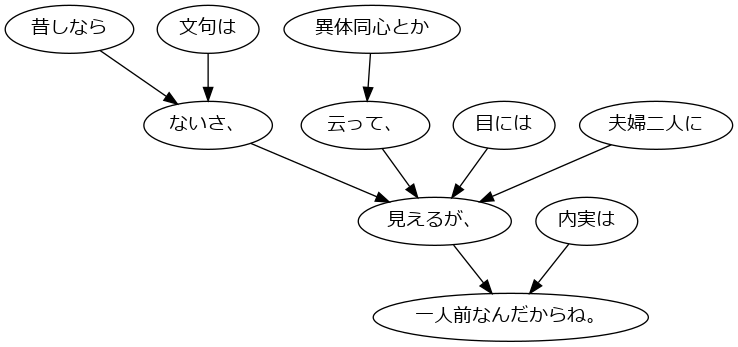 昔しなら
文句は
異体同心とか
ないさ、
云って、
目には
夫婦二人に
見えるが、
内実は
一人前なんだからね。